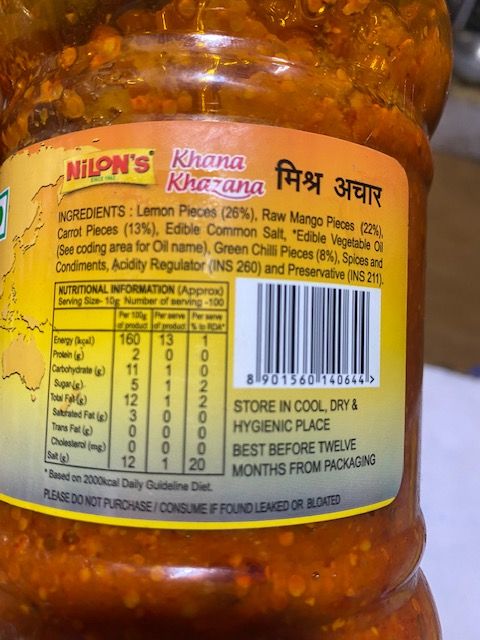 NiLON'S
SINCE 1962
Khana
Khazana
मिश्र अचार
INGREDIENTS : Lemon Pieces (26%), Raw Mango Pieces (22%),
Carrot Pieces (13%), Edible Common Salt, *Edible Vegetable Oil
(See coding area for Oil name), Green Chilli Pieces (8%), Spices and
Condiments, Acidity Regulator (INS 260) and Preservative (INS 211).
NUTRITIONAL INFORMATION (Approx)
Serving Size- 10g Number of serving -100
Per 100g of product Per serve of product Per serve % to RDA*
Energy (kcal) 160 13 1
Protein (g) 2 0 0
Carbohydrate (g) 11 1 0
Sugar (g) 5 1 2
Total Fat (g) 12 1 2
Saturated Fat (g) 3 0 0
Trans Fat (g) 0 0 0
Cholesterol (mg) 0 0 0
Salt (g) 12 1 20
*Based on 2000kcal Daily Guideline Diet.
8 901560 140644 >
STORE IN COOL, DRY &
HYGIENIC PLACE
BEST BEFORE TWELVE
MONTHS FROM PACKAGING
PLEASE DO NOT PURCHASE / CONSUME IF FOUND LEAKED OR BLOATED